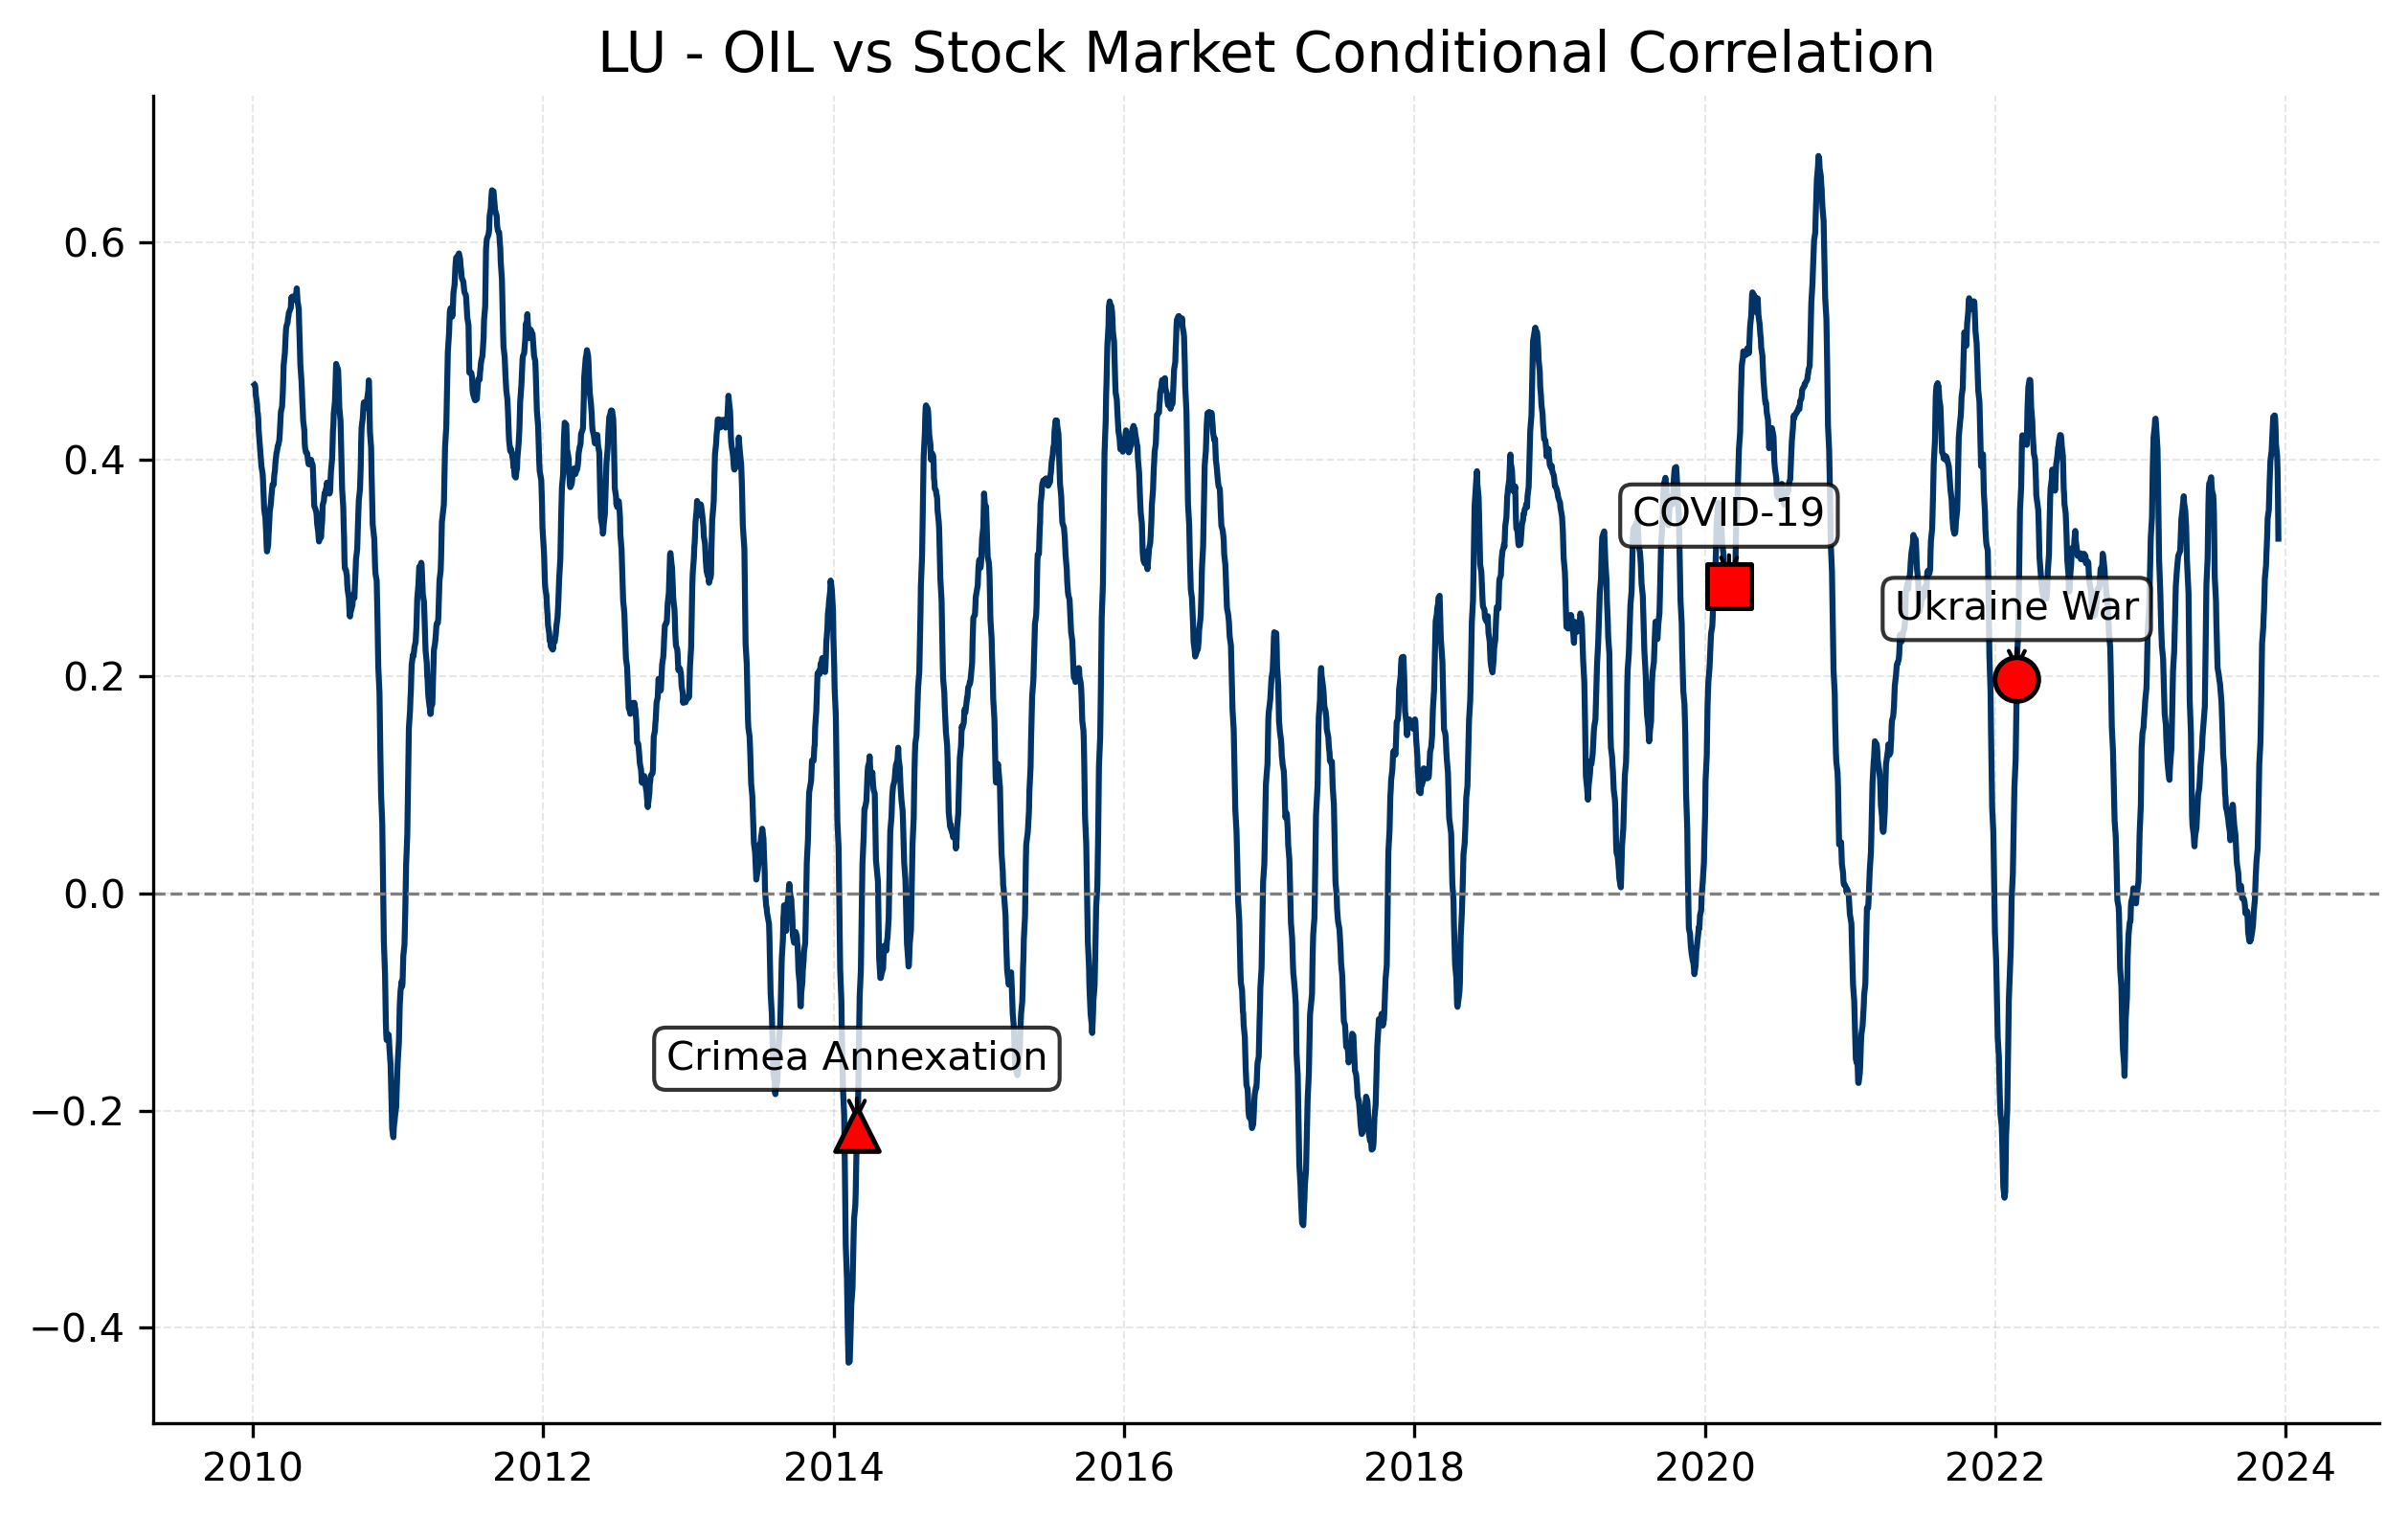 LU - OIL vs Stock Market Conditional Correlation
0.6
0.4
0.2
0.0
−0.2
−0.4
COVID-19
Ukraine War
Crimea Annexation
2010 2012 2014 2016 2018 2020 2022 2024